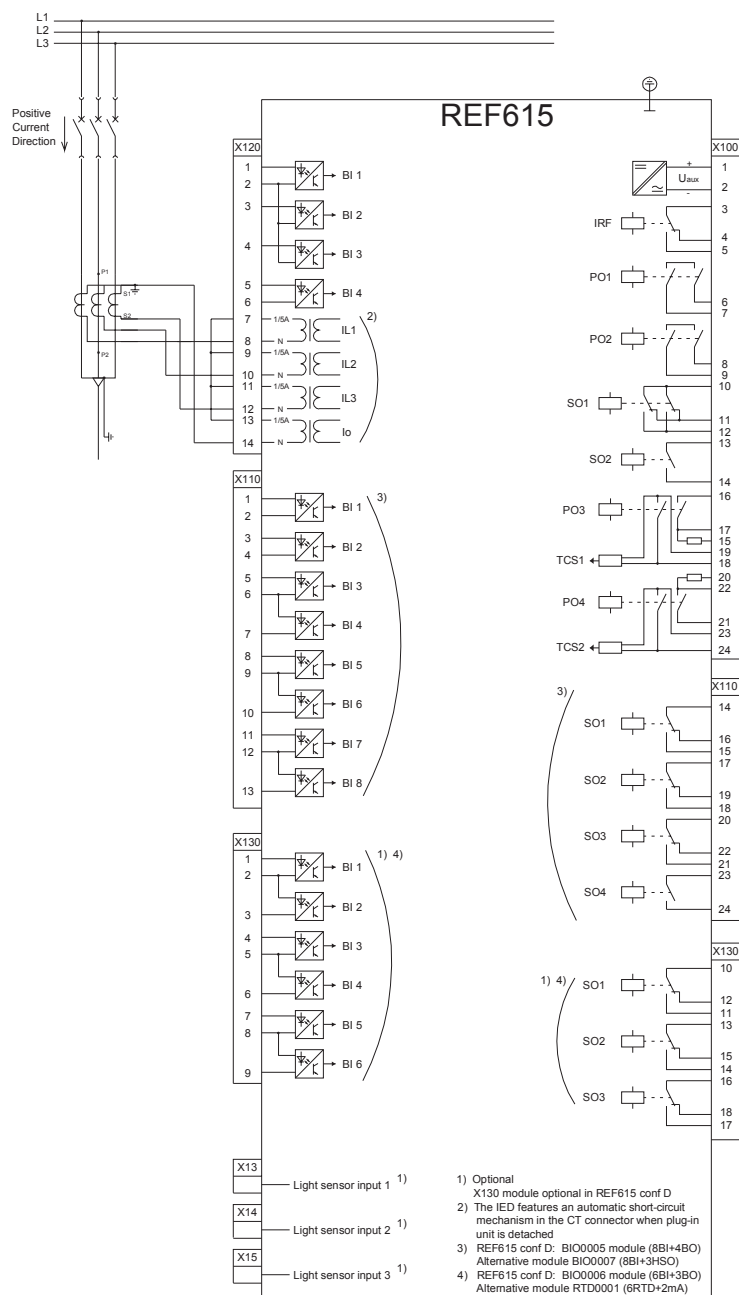 L1
L2
L3
Positive
Current
Direction
REF615
X120
1
2
3
4
5
6
7
8
9
10
11
12
13
14
BI 1
BI 2
BI 3
BI 4
1/5A
N
1/5A
N
1/5A
N
1/5A
N
IL1
IL2
IL3
Io
2)
P1
S1
S2
P2
X110
1
2
3
4
5
6
7
8
9
10
11
12
13
BI 1
BI 2
BI 3
BI 4
BI 5
BI 6
BI 7
BI 8
3)
X130
1
2
3
4
5
6
7
8
9
BI 1
BI 2
BI 3
BI 4
BI 5
BI 6
1) 4)
X13
Light sensor input 1 1)
X14
Light sensor input 2 1)
X15
Light sensor input 3 1)
X100
1
2
+
Uaux
-
IRF
3
4
5
PO1
6
7
PO2
8
9
SO1
10
11
12
SO2
13
14
PO3
16
17
15
19
18
TCS1
20
22
PO4
21
23
24
TCS2
X110
3)
SO1
14
16
15
SO2
17
19
18
SO3
20
22
21
SO4
23
24
X130
1) 4)
SO1
10
12
11
SO2
13
15
14
SO3
16
18
17
1) Optional
X130 module optional in REF615 conf D
2) The IED features an automatic short-circuit
mechanism in the CT connector when plug-in
unit is detached
3) REF615 conf D: BIO0005 module (8BI+4BO)
Alternative module BIO0007 (8BI+3HSO)
4) REF615 conf D: BIO0006 module (6BI+3BO)
Alternative module RTD0001 (6RTD+2mA)